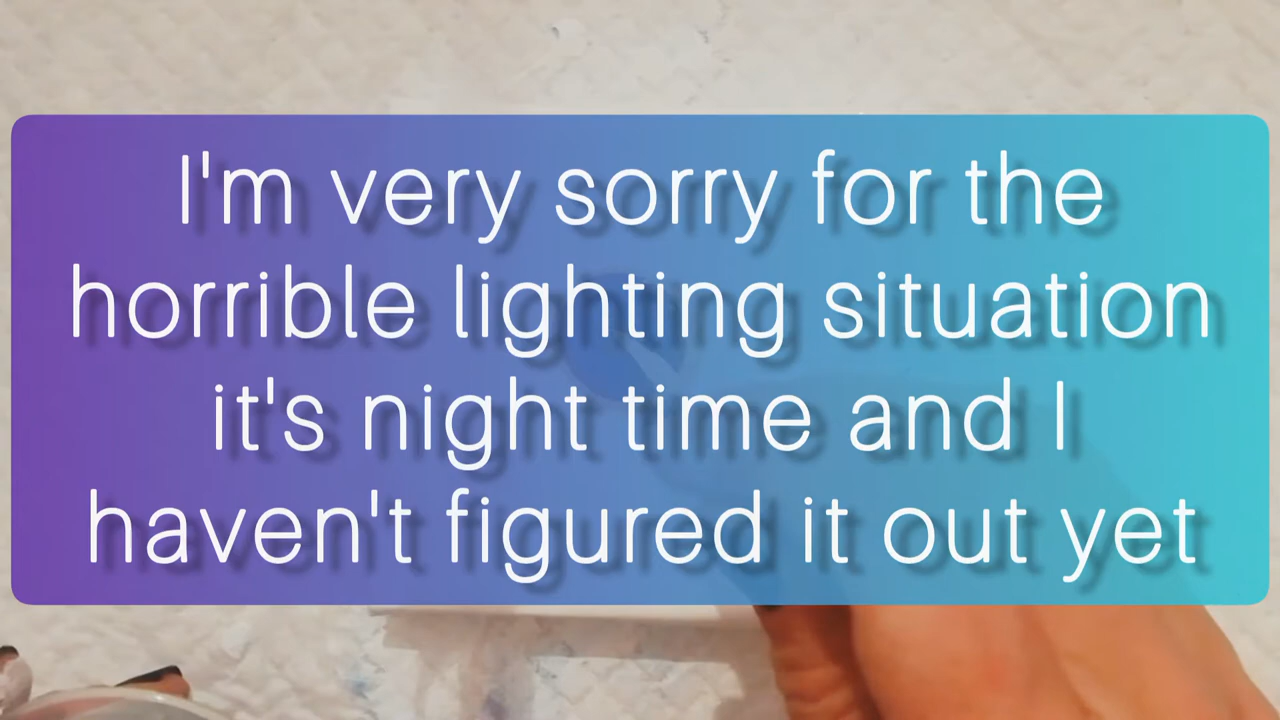 I'm very sorry for the
horrible lighting situation
it's night time and I
haven't figured it out yet